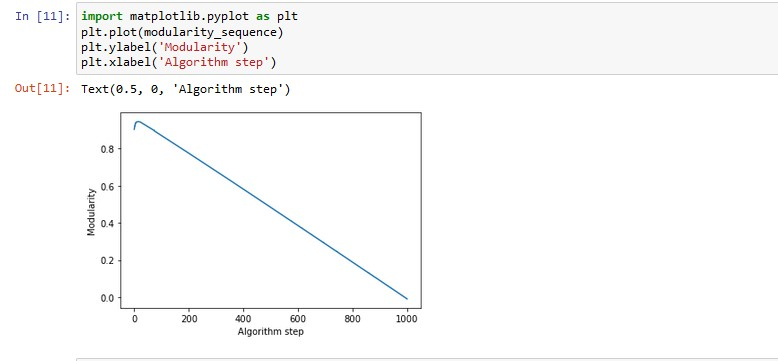 In [11]: import matplotlib.pyplot as plt
plt.plot(modularity_sequence)
plt.ylabel('Modularity')
plt.xlabel('Algorithm step')
Out[11]: Text(0.5, 0, 'Algorithm step')
Modularity
0.8
0.6
0.4
0.2
0.0
0 200 400 600 800 1000
Algorithm step